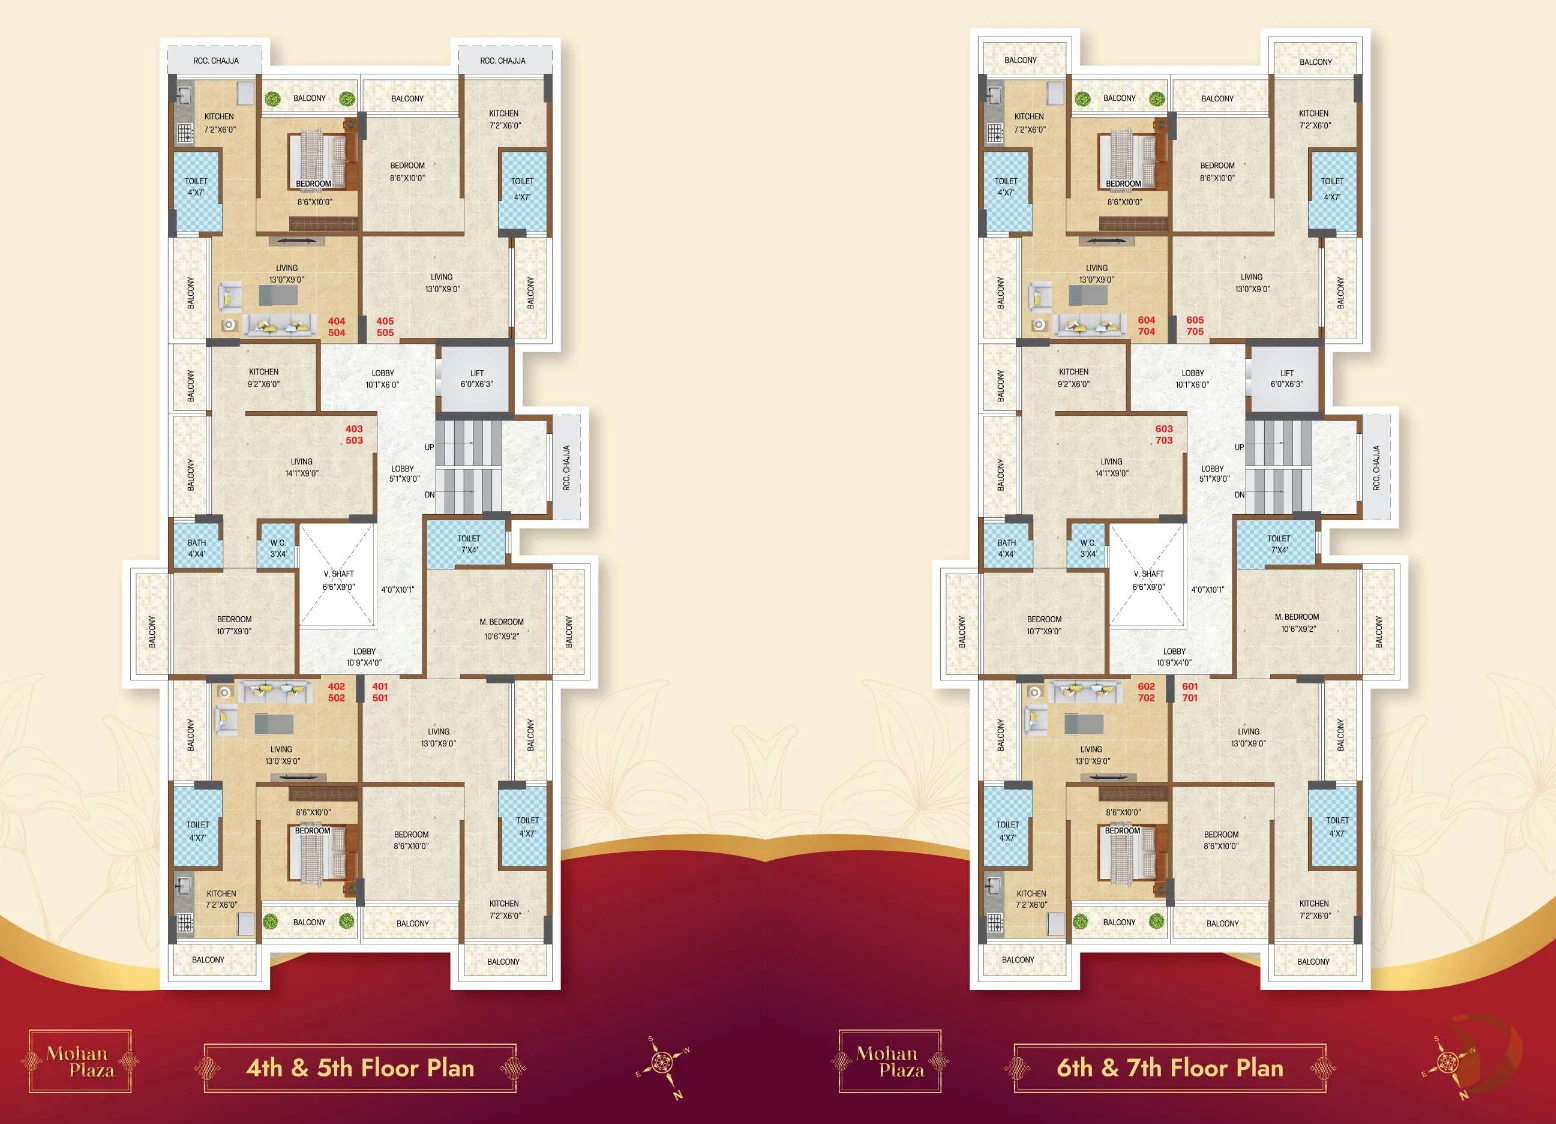 RCC. CHAJJA
RCC. CHAJJA
BALCONY
BALCONY
KITCHEN
7'2"X6'0"
KITCHEN
7'2"X6'0"
TOILET
4'X7'
BEDROOM
8'6"X10'0"
BEDROOM
8'6"X10'0"
TOILET
4'X7'
BALCONY
LIVING
13'0"X9'0"
LIVING
13'0"X9'0"
BALCONY
404
504
405
505
BALCONY
KITCHEN
9'2"X6'0"
LOBBY
10'1"X6'0"
LIFT
6'0"X6'3"
403
503
BALCONY
LIVING
14'1"X9'0"
LOBBY
5'1"X9'0"
UP
DN
RCC. CHAJJA
BATH
4'X4'
W.C.
3'X4'
TOILET
7'X4'
V. SHAFT
6'6"X9'0"
4'0"X10'1"
BALCONY
BEDROOM
10'7"X9'0"
M. BEDROOM
10'6"X9'2"
BALCONY
LOBBY
10'9"X4'0"
402
502
401
501
BALCONY
LIVING
13'0"X9'0"
LIVING
13'0"X9'0"
BALCONY
TOILET
4'X7'
8'6"X10'0"
BEDROOM
BEDROOM
8'6"X10'0"
TOILET
4'X7'
KITCHEN
7'2"X6'0"
KITCHEN
7'2"X6'0"
BALCONY
BALCONY
BALCONY
BALCONY
Mohan
Plaza
4th & 5th Floor Plan
S
W
E
N
BALCONY
BALCONY
BALCONY
BALCONY
KITCHEN
7'2"X6'0"
KITCHEN
7'2"X6'0"
TOILET
4'X7'
BEDROOM
8'6"X10'0"
BEDROOM
8'6"X10'0"
TOILET
4'X7'
BALCONY
LIVING
13'0"X9'0"
LIVING
13'0"X9'0"
BALCONY
604
704
605
705
BALCONY
KITCHEN
9'2"X6'0"
LOBBY
10'1"X6'0"
LIFT
6'0"X6'3"
603
703
BALCONY
LIVING
14'1"X9'0"
LOBBY
5'1"X9'0"
UP
DN
RCC. CHAJJA
BATH
4'X4'
W.C.
3'X4'
TOILET
7'X4'
V. SHAFT
6'6"X9'0"
4'0"X10'1"
BALCONY
BEDROOM
10'7"X9'0"
M. BEDROOM
10'6"X9'2"
BALCONY
LOBBY
10'9"X4'0"
602
702
601
701
BALCONY
LIVING
13'0"X9'0"
LIVING
13'0"X9'0"
BALCONY
TOILET
4'X7'
8'6"X10'0"
BEDROOM
BEDROOM
8'6"X10'0"
TOILET
4'X7'
KITCHEN
7'2"X6'0"
KITCHEN
7'2"X6'0"
BALCONY
BALCONY
BALCONY
BALCONY
Mohan
Plaza
6th & 7th Floor Plan
S
W
E
N